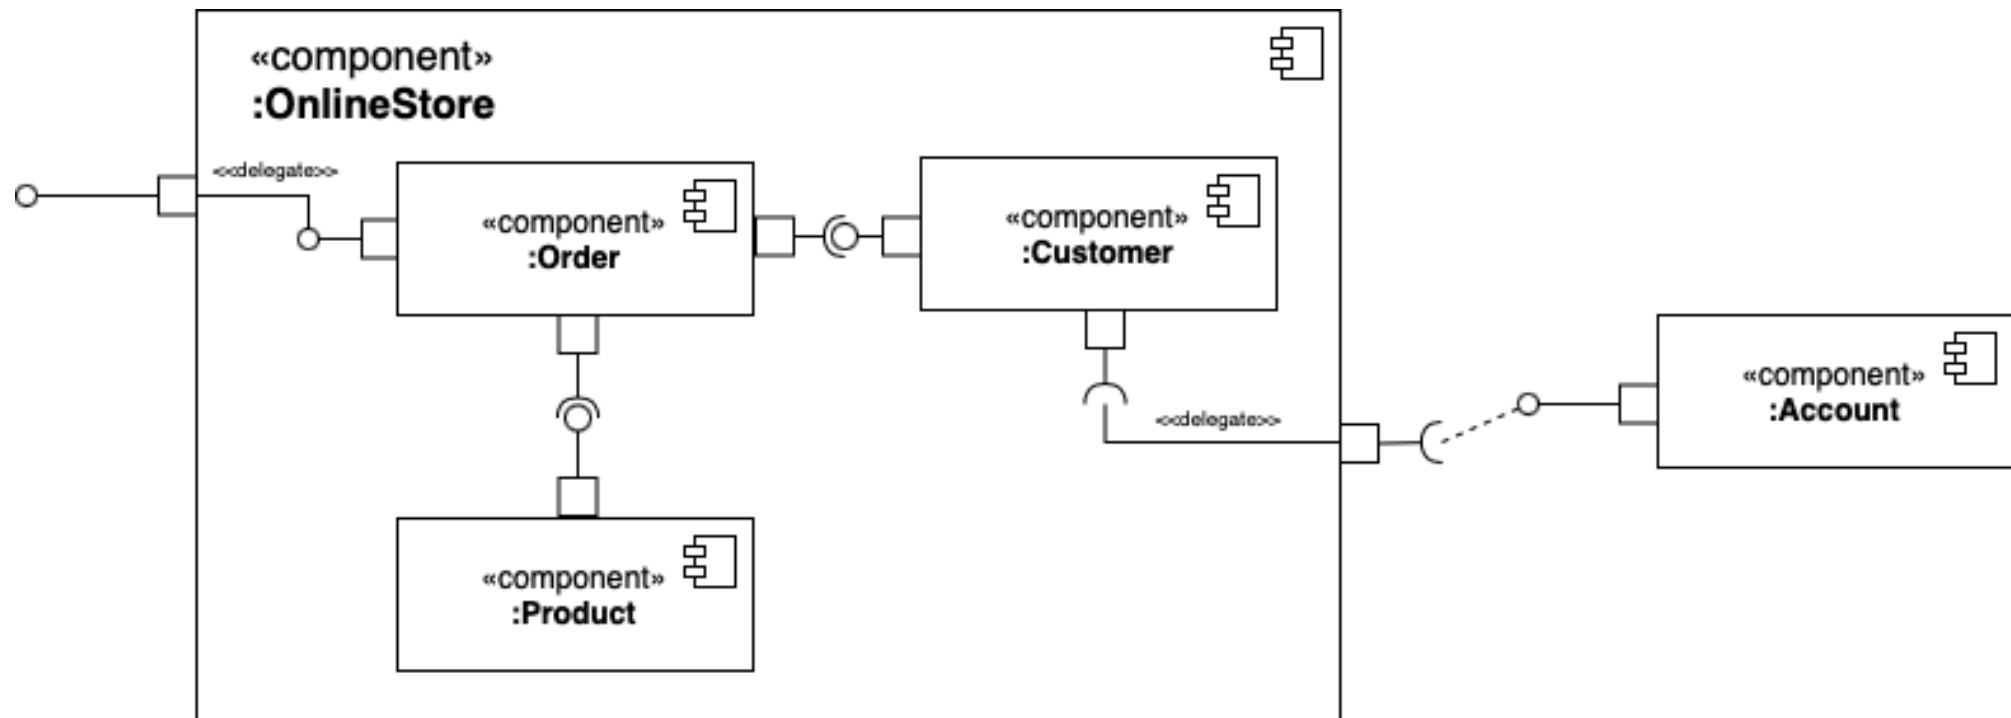 «component»
:OnlineStore
<<delegate>>
«component»
:Order
«component»
:Customer
«component»
:Account
<<delegate>>
«component»
:Product